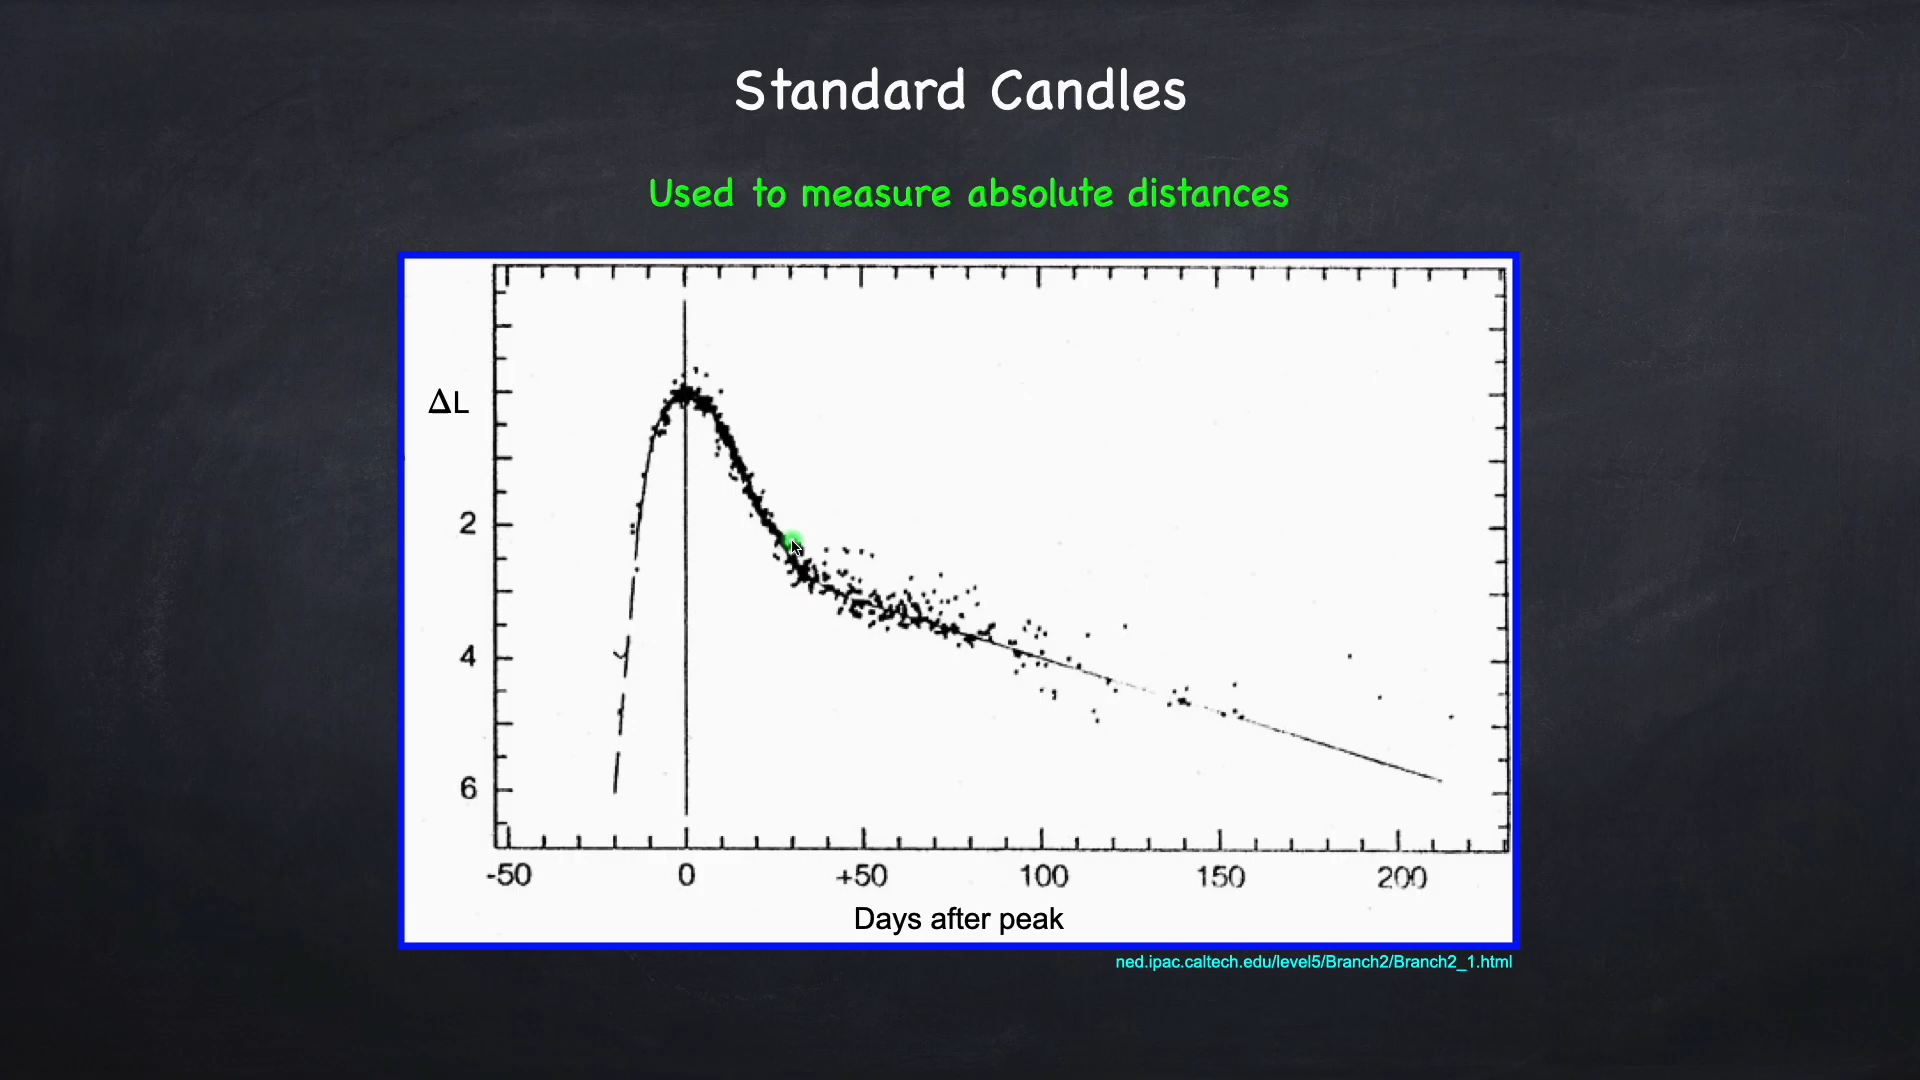 Standard Candles
Used to measure absolute distances
ΔL
2
4
6
-50 0 +50 100 150 200
Days after peak
ned.ipac.caltech.edu/level5/Branch2/Branch2_1.html